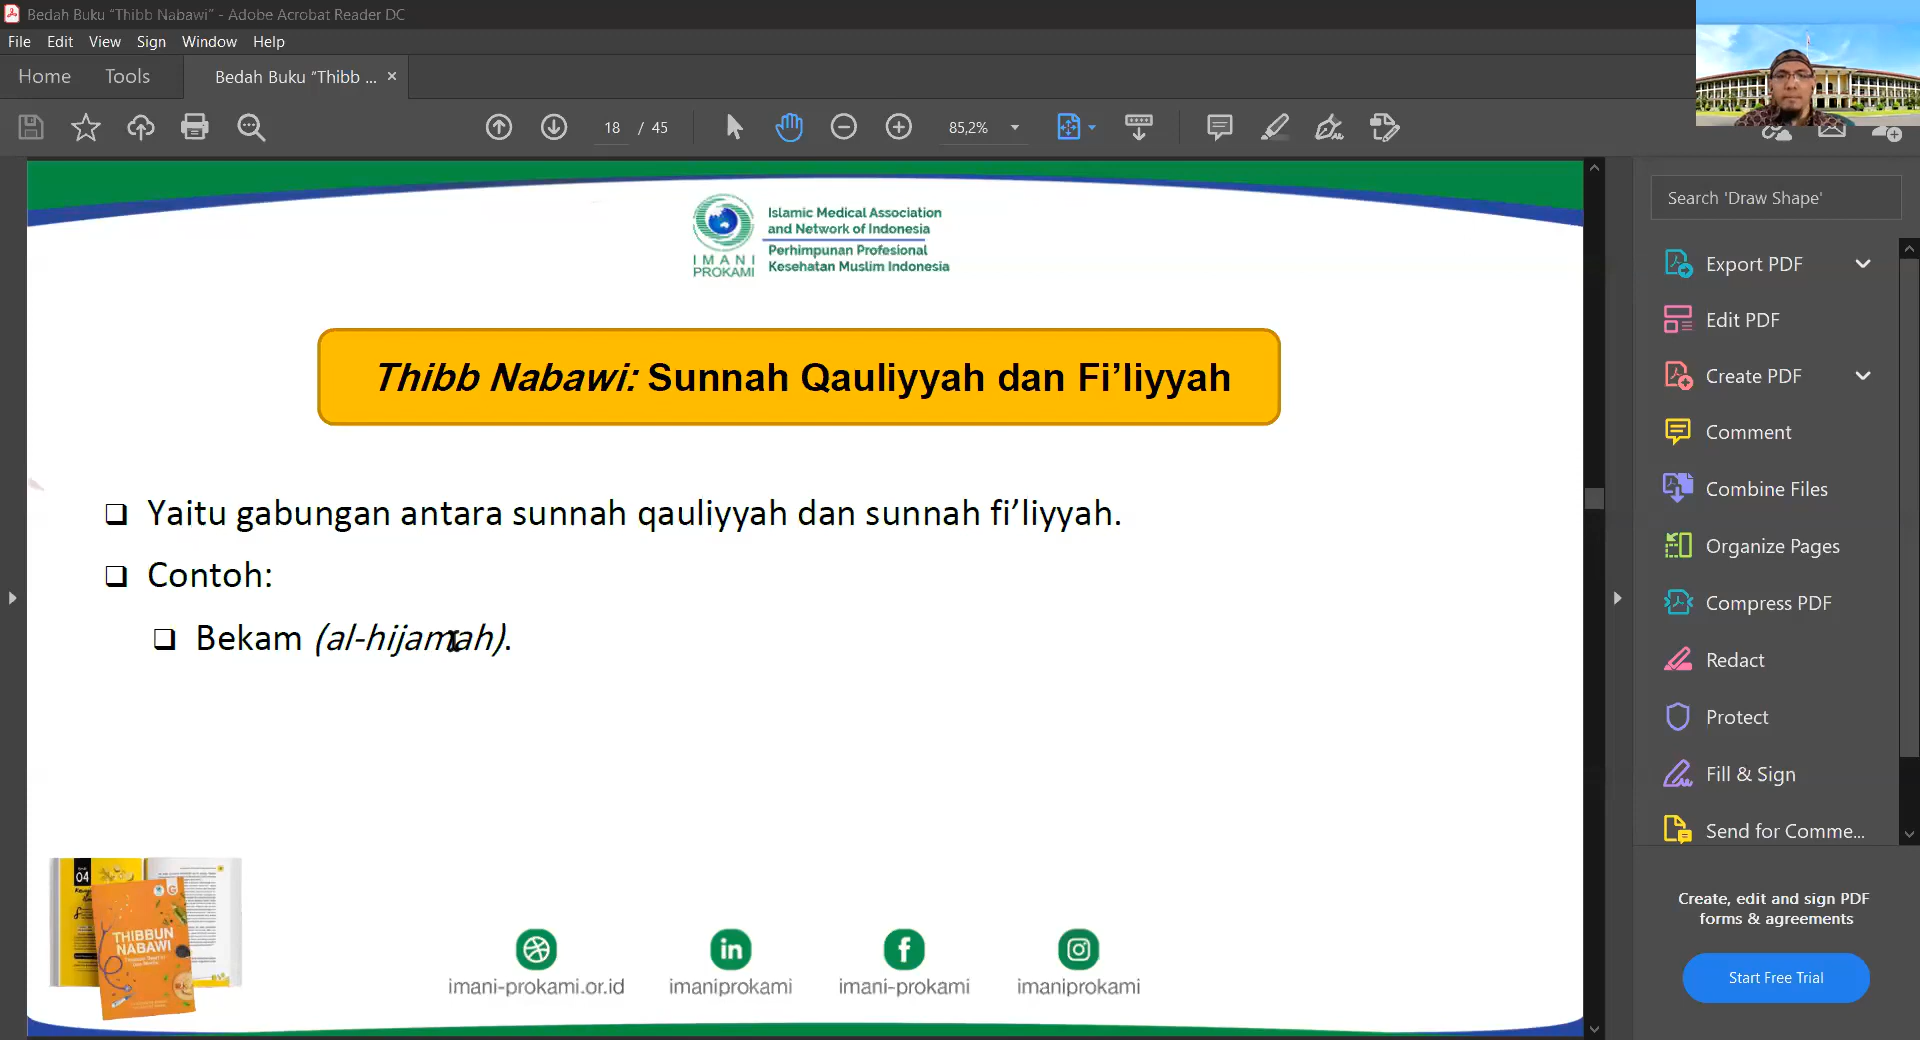 Bedah Buku “Thibb Nabawi” - Adobe Acrobat Reader DC
File Edit View Sign Window Help
Home Tools Bedah Buku “Thibb ... ×
18 / 45 85,2%
Search 'Draw Shape'
Islamic Medical Association
and Network of Indonesia
Perhimpunan Profesional
Kesehatan Muslim Indonesia
IMANI
PROKAMI
Thibb Nabawi: Sunnah Qauliyyah dan Fi’liyyah
Yaitu gabungan antara sunnah qauliyyah dan sunnah fi’liyyah.
Contoh:
Bekam (al-hijamah).
04
THIBBUN
NABAWI
imani-prokami.or.id
imaniprokami
imani-prokami
imaniprokami
Export PDF
Edit PDF
Create PDF
Comment
Combine Files
Organize Pages
Compress PDF
Redact
Protect
Fill & Sign
Send for Comme...
Create, edit and sign PDF
forms & agreements
Start Free Trial